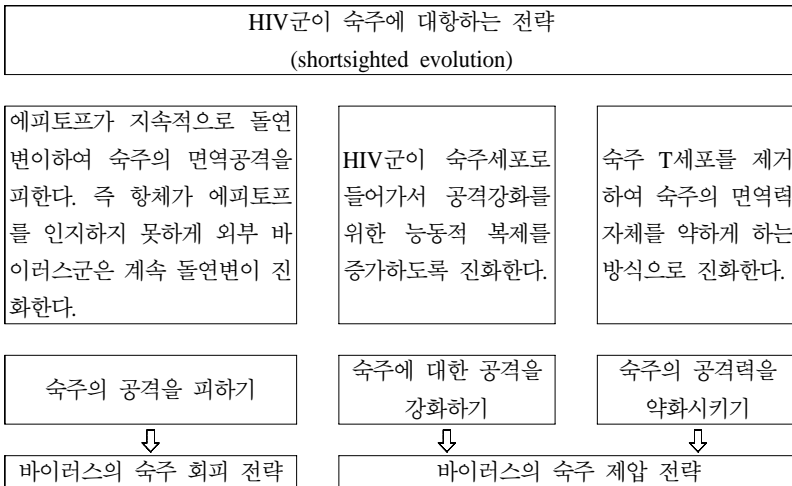 HIV군이 숙주에 대항하는 전략
(shortsighted evolution)
에피토프가 지속적으로 돌연
변이하여 숙주의 면역공격을
피한다. 즉 항체가 에피토프
를 인지하지 못하게 외부 바
이러스군은 계속 돌연변이 진
화한다.
HIV군이 숙주세포로
들어가서 공격강화를
위한 능동적 복제를
증가하도록 진화한다.
숙주 T세포를 제거
하여 숙주의 면역력
자체를 약하게 하는
방식으로 진화한다.
숙주의 공격을 피하기
숙주에 대한 공격을
강화하기
숙주의 공격력을
약화시키기
바이러스의 숙주 회피 전략
바이러스의 숙주 제압 전략